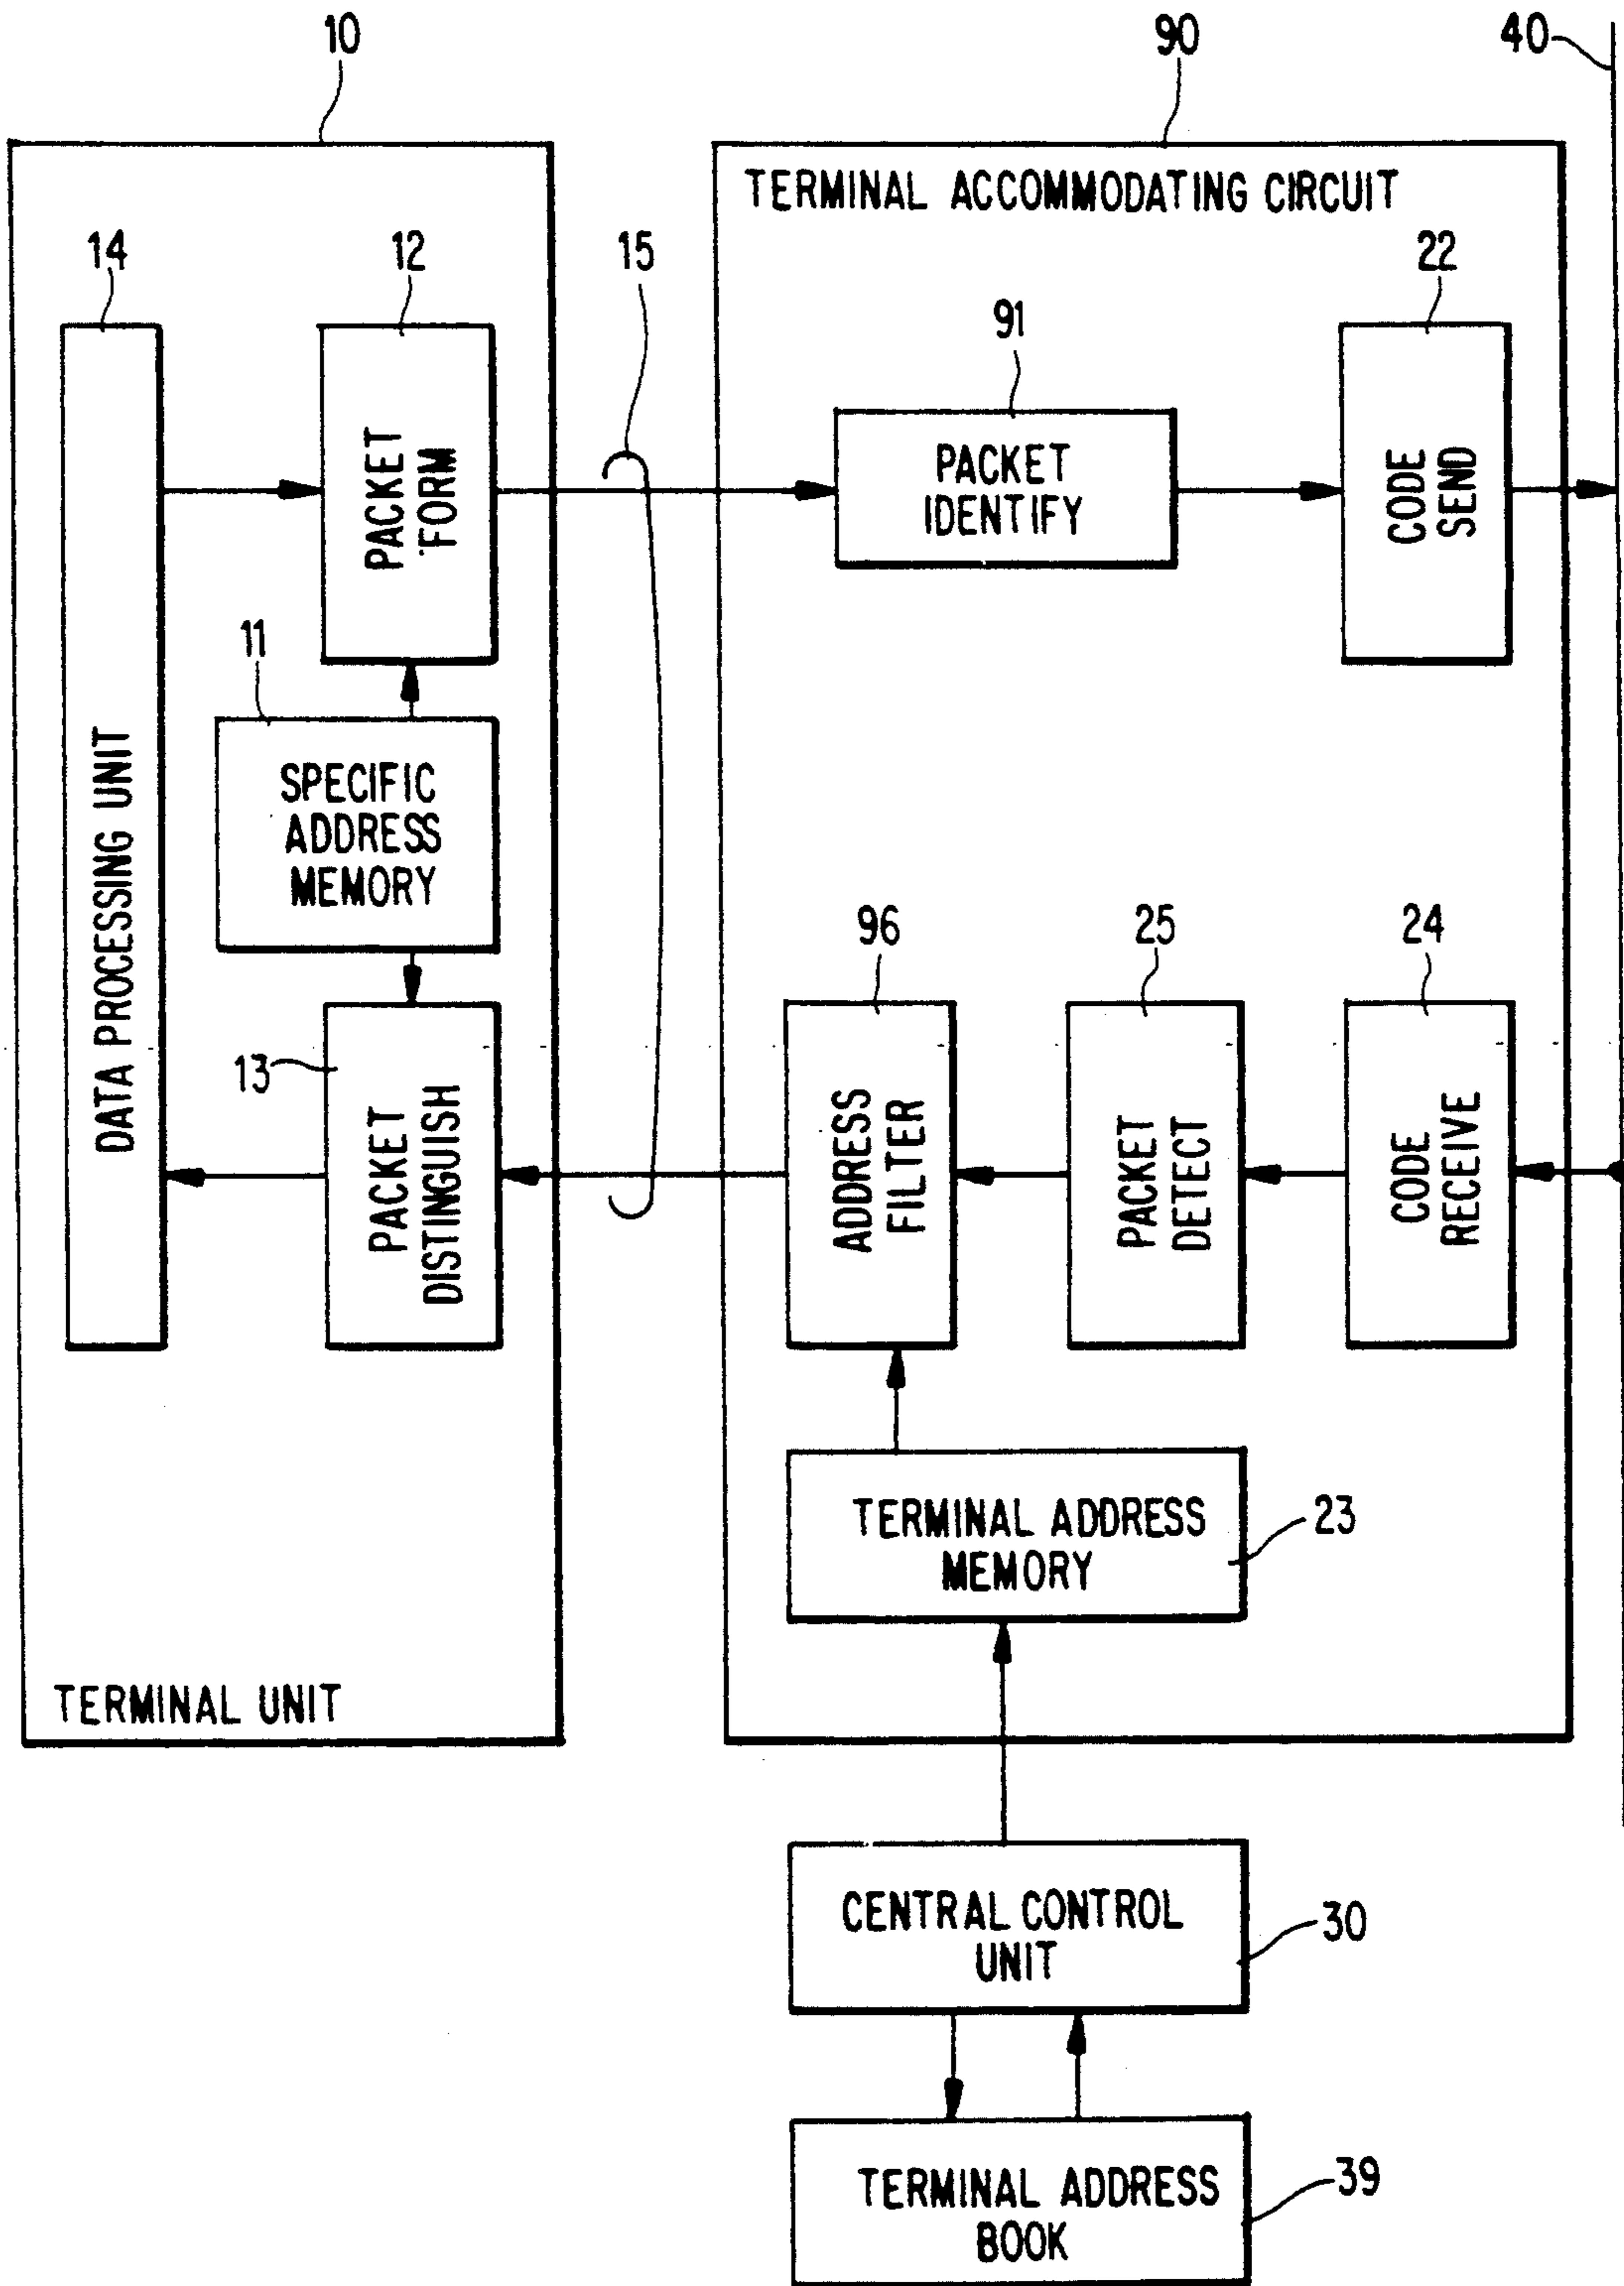 10
90
40
TERMINAL ACCOMMODATING CIRCUIT
14
12
15
22
91
PACKET
FORM
PACKET
IDENTIFY
CODE
SEND
11
SPECIFIC
ADDRESS
MEMORY
DATA PROCESSING UNIT
96
25
24
13
PACKET
DISTINGUISH
ADDRESS
FILTER
PACKET
DETECT
CODE
RECEIVE
TERMINAL ADDRESS
MEMORY
23
TERMINAL UNIT
CENTRAL CONTROL
UNIT
30
TERMINAL ADDRESS
BOOK
39